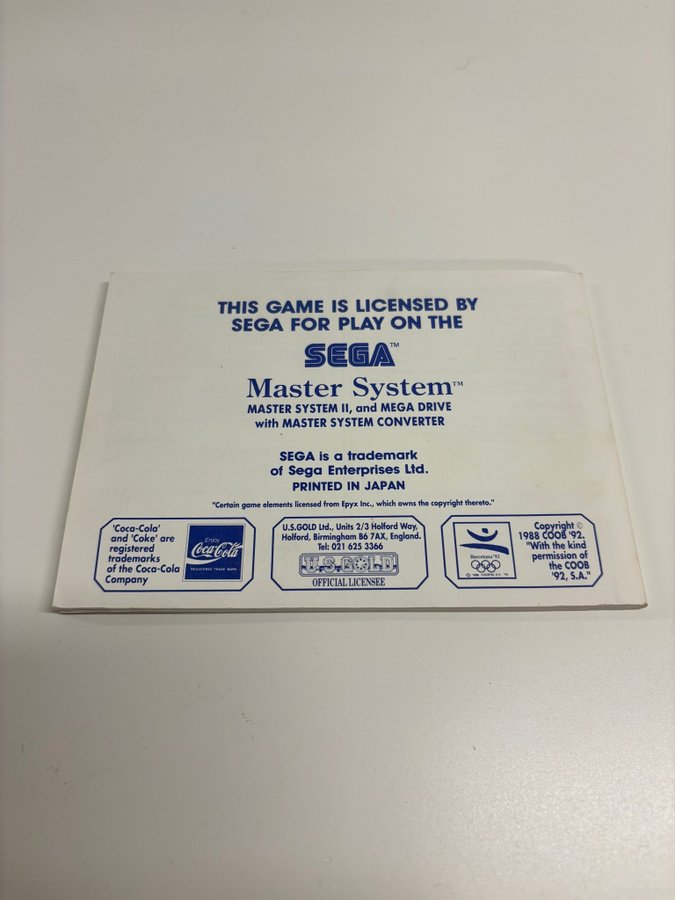 THIS GAME IS LICENSED BY
SEGA FOR PLAY ON THE
SEGA™
Master System™
MASTER SYSTEM II, and MEGA DRIVE
with MASTER SYSTEM CONVERTER
SEGA is a trademark
of Sega Enterprises Ltd.
PRINTED IN JAPAN
"Certain game elements licensed from Epyx Inc., which owns the copyright thereto."
'Coca-Cola'
and 'Coke' are
registered
trademarks
of the Coca-Cola
Company
Enjoy
Coca-Cola
REGISTERED TRADE MARK
U.S.GOLD Ltd., Units 2/3 Holford Way,
Holford, Birmingham B6 7AX, England.
Tel: 021 625 3366
U.S.GOLD
OFFICIAL LICENSEE
Barcelona '92
Copyright ©
1988 COOB '92.
"With the kind
permission of
the COOB
'92, S.A."